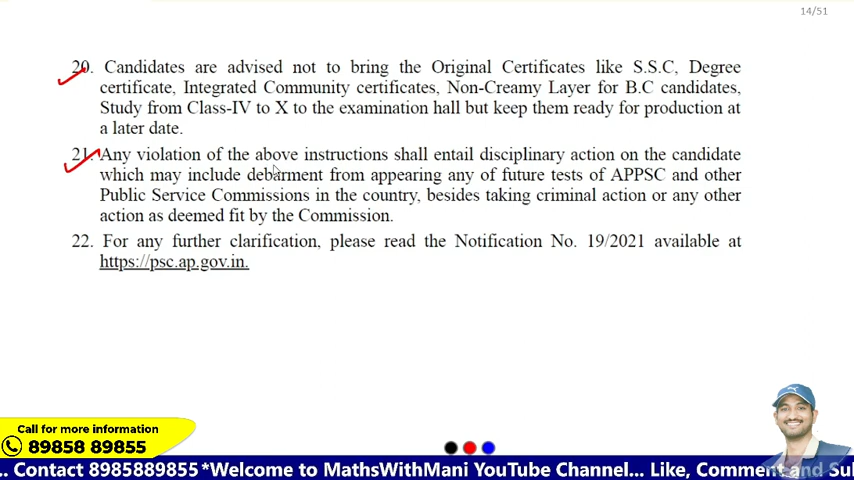 14/51
20. Candidates are advised not to bring the Original Certificates like S.S.C, Degree
certificate, Integrated Community certificates, Non-Creamy Layer for B.C candidates,
Study from Class-IV to X to the examination hall but keep them ready for production at
a later date.
21. Any violation of the above instructions shall entail disciplinary action on the candidate
which may include debarment from appearing any of future tests of APPSC and other
Public Service Commissions in the country, besides taking criminal action or any other
action as deemed fit by the Commission.
22. For any further clarification, please read the Notification No. 19/2021 available at
https://psc.ap.gov.in.
Call for more information
89858 89855
... Contact 8985889855 *Welcome to MathsWithMani YouTube Channel... Like, Comment and Sul